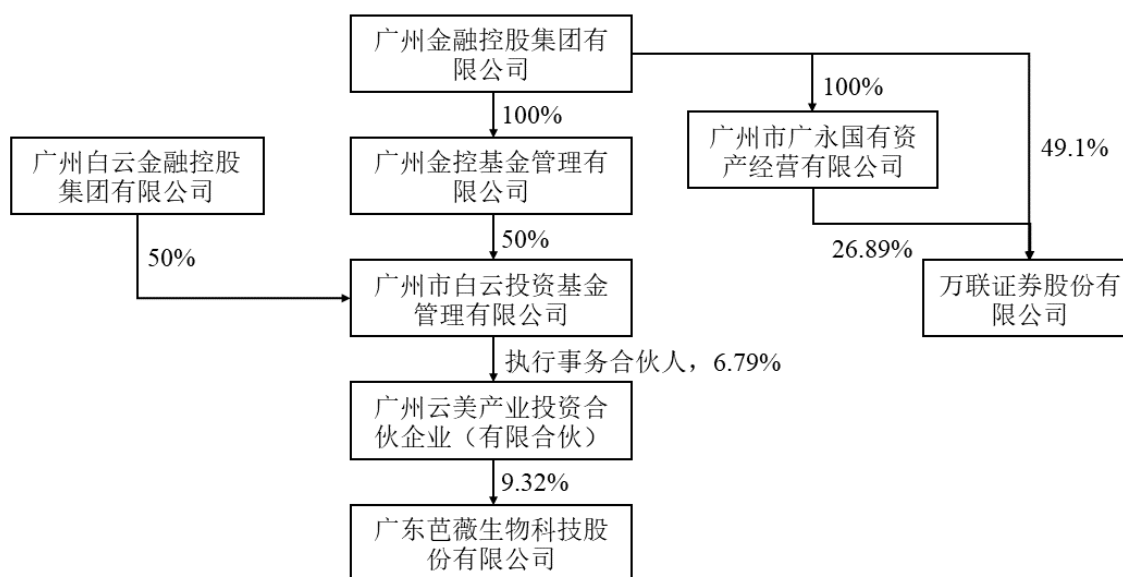 广州金融控股集团有
限公司
100%
100%
广州市广永国有资
产经营有限公司
49.1%
广州白云金融控股
集团有限公司
广州金控基金管理有
限公司
50%
50%
26.89%
广州市白云投资基金
管理有限公司
万联证券股份有
限公司
执行事务合伙人，6.79%
广州云美产业投资合
伙企业（有限合伙）
9.32%
广东芭薇生物科技股
份有限公司